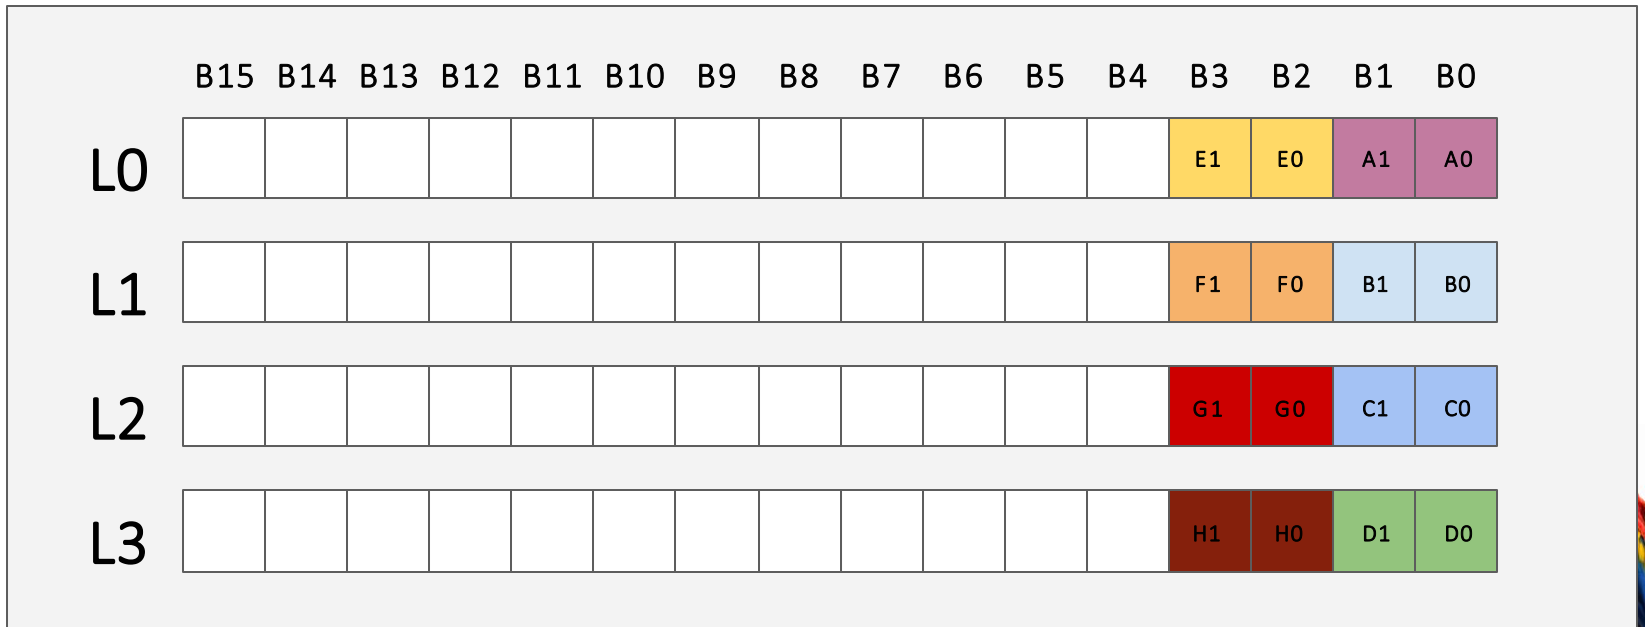 B15 B14 B13 B12 B11 B10 B9 B8 B7 B6 B5 B4 B3 B2 B1 B0
L0 E1 E0 A1 A0
L1 F1 F0 B1 B0
L2 G1 G0 C1 C0
L3 H1 H0 D1 D0